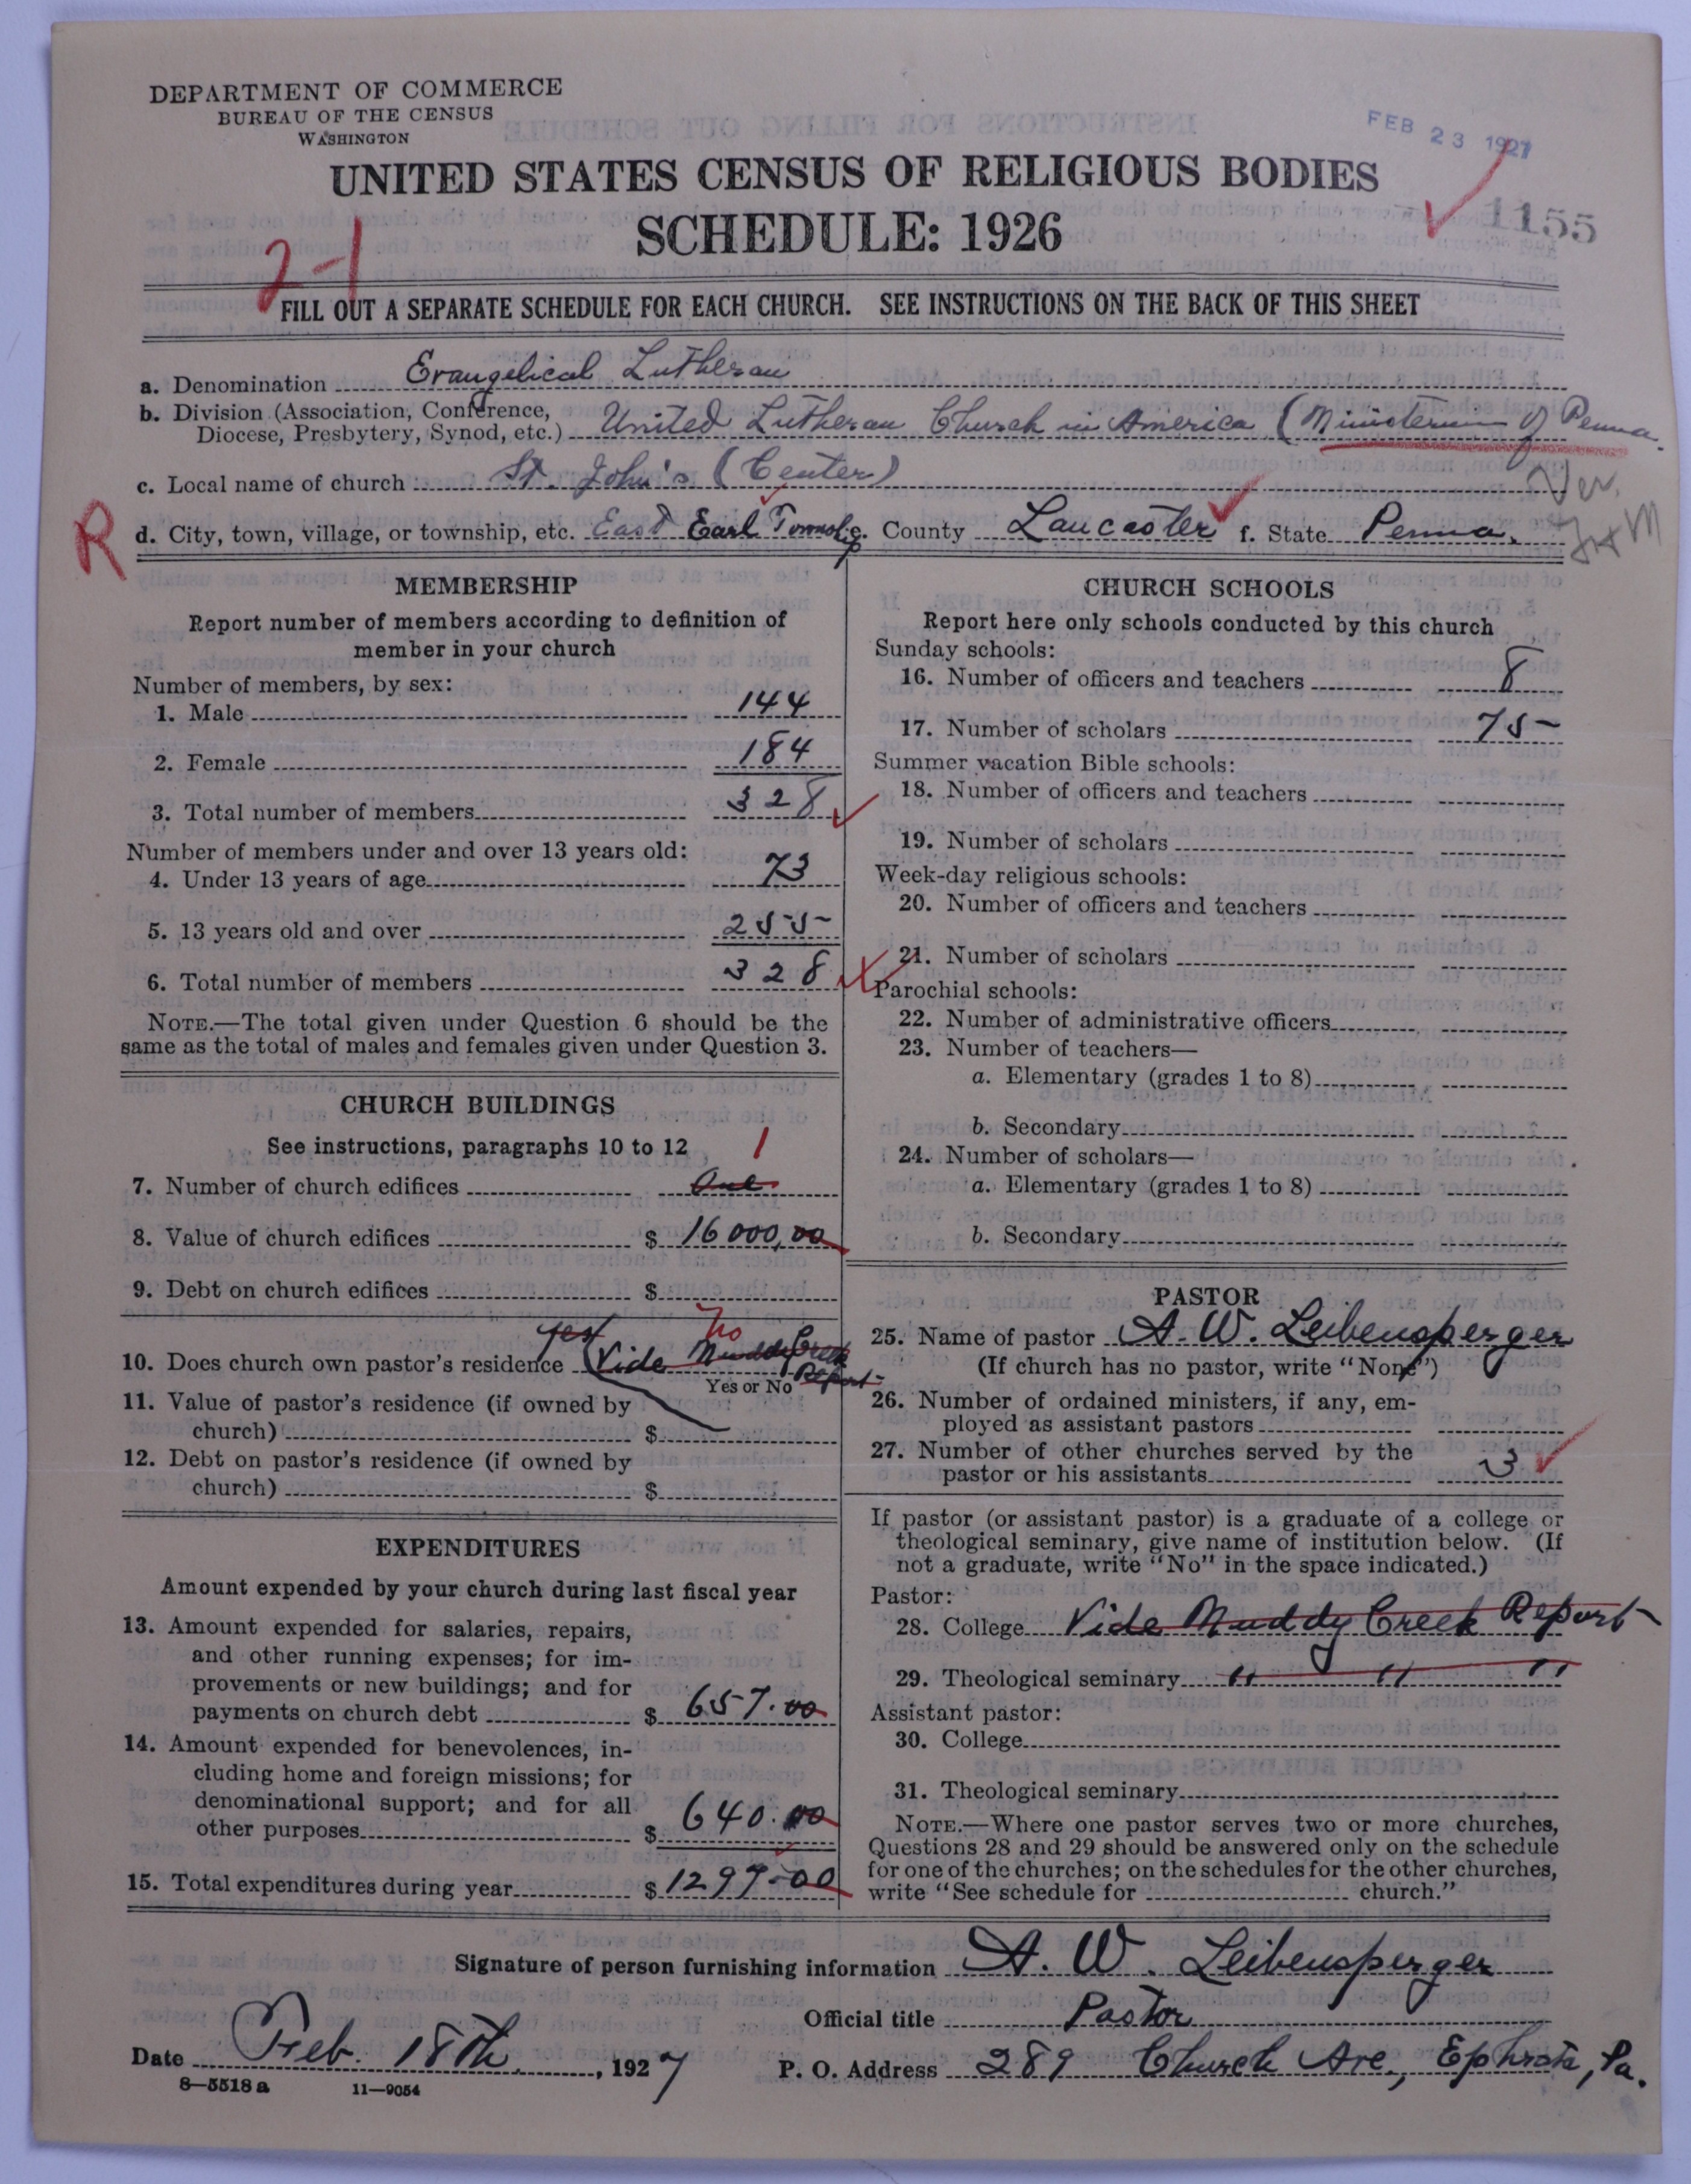 DEPARTMENT OF COMMERCE
BUREAU OF THE CENSUS
WASHINGTON
FEB 23 1927
UNITED STATES CENSUS OF RELIGIOUS BODIES
SCHEDULE: 1926
1155
2-1
FILL OUT A SEPARATE SCHEDULE FOR EACH CHURCH. SEE INSTRUCTIONS ON THE BACK OF THIS SHEET
a. Denomination Evangelical Lutheran
b. Division (Association, Conference, Diocese, Presbytery, Synod, etc.) United Lutheran Church in America (Ministerium of Penna.
c. Local name of church St. John's (Center)
Ver.
R
d. City, town, village, or township, etc. East Earl Township e. County Lancaster f. State Penna.
MEMBERSHIP
Report number of members according to definition of
member in your church
Number of members, by sex:
1. Male 144
2. Female 184
3. Total number of members 328
Number of members under and over 13 years old:
4. Under 13 years of age 73
5. 13 years old and over 255
6. Total number of members 328
NOTE.—The total given under Question 6 should be the
same as the total of males and females given under Question 3.
CHURCH BUILDINGS
See instructions, paragraphs 10 to 12
1
7. Number of church edifices One
8. Value of church edifices $ 16000,00
9. Debt on church edifices $
yes no
10. Does church own pastor's residence (Vide Muddy Creek Report
Yes or No
11. Value of pastor's residence (if owned by
church) $
12. Debt on pastor's residence (if owned by
church) $
EXPENDITURES
Amount expended by your church during last fiscal year
13. Amount expended for salaries, repairs,
and other running expenses; for im-
provements or new buildings; and for
payments on church debt $ 657.00
14. Amount expended for benevolences, in-
cluding home and foreign missions; for
denominational support; and for all
other purposes $ 640.00
15. Total expenditures during year $ 1297.00
CHURCH SCHOOLS
Report here only schools conducted by this church
Sunday schools:
16. Number of officers and teachers 8
17. Number of scholars 75
Summer vacation Bible schools:
18. Number of officers and teachers
19. Number of scholars
Week-day religious schools:
20. Number of officers and teachers
21. Number of scholars
Parochial schools:
22. Number of administrative officers
23. Number of teachers—
a. Elementary (grades 1 to 8)
b. Secondary
24. Number of scholars—
a. Elementary (grades 1 to 8)
b. Secondary
PASTOR
25. Name of pastor A. W. Leibensperger
(If church has no pastor, write "None")
26. Number of ordained ministers, if any, em-
ployed as assistant pastors
27. Number of other churches served by the
pastor or his assistants 3
If pastor (or assistant pastor) is a graduate of a college or
theological seminary, give name of institution below. (If
not a graduate, write "No" in the space indicated.)
Pastor:
28. College Vide Muddy Creek Report
29. Theological seminary " " "
Assistant pastor:
30. College
31. Theological seminary
NOTE.—Where one pastor serves two or more churches,
Questions 28 and 29 should be answered only on the schedule
for one of the churches; on the schedules for the other churches,
write "See schedule for church."
Signature of person furnishing information A. W. Leibensperger
Official title Pastor
Date Feb. 18th, 1927 P. O. Address 289 Church Ave., Ephrata, Pa.
8—5518 a 11—9054